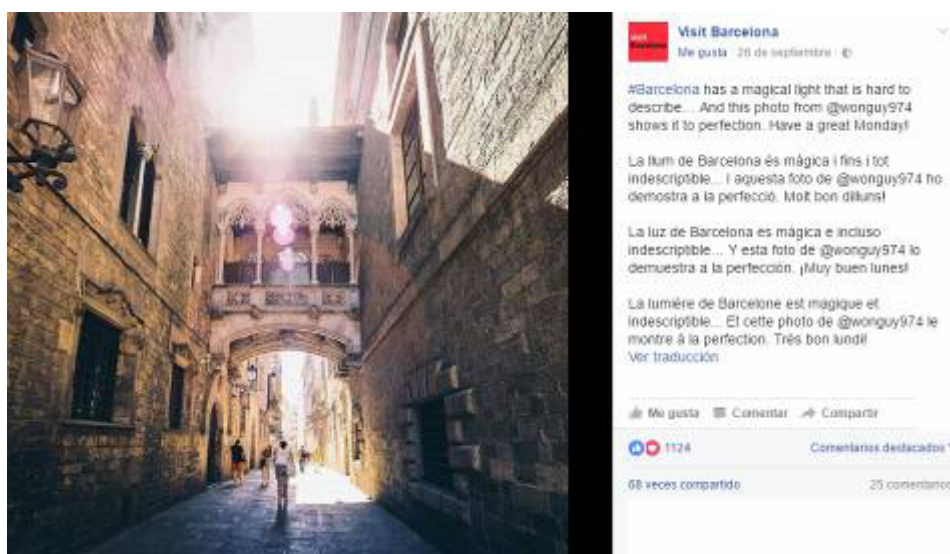 Visit Barcelona
Me gusta · 26 de septiembre ·
#Barcelona has a magical light that is hard to
describe... And this photo from @wonguy974
shows it to perfection. Have a great Monday!
La llum de Barcelona és màgica i fins i tot
indescriptible... I aquesta foto de @wonguy974 ho
demostra a la perfecció. Molt bon dilluns!
La luz de Barcelona es mágica e incluso
indescriptible... Y esta foto de @wonguy974 lo
demuestra a la perfección. ¡Muy buen lunes!
La lumière de Barcelone est magique et
indescriptible... Et cette photo de @wonguy974 le
montre à la perfection. Très bon lundi!
Ver traducción
Me gusta Comentar Compartir
1124 Comentarios destacados
68 veces compartido 25 comentarios